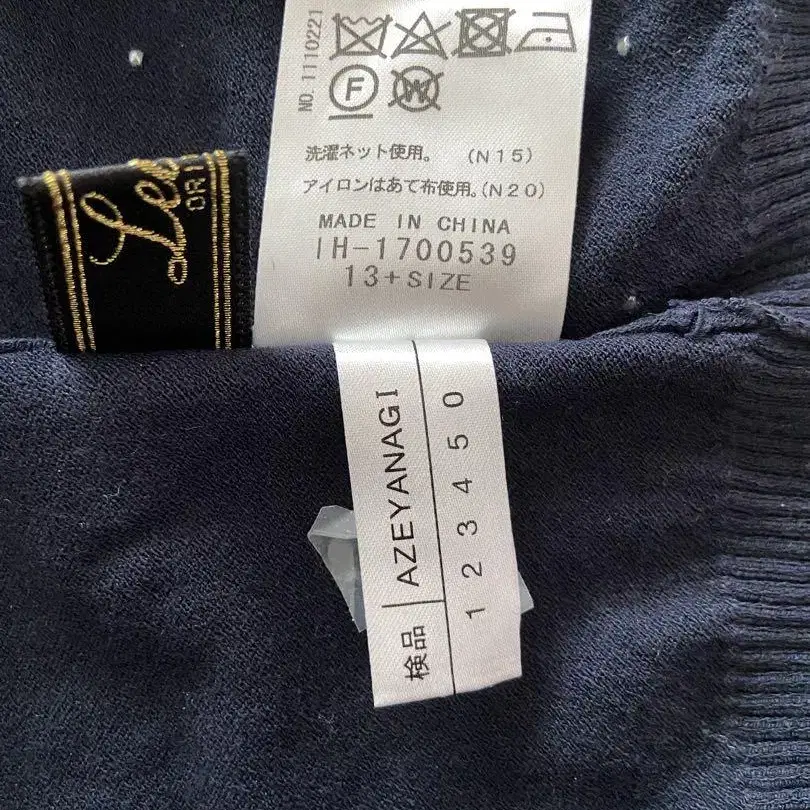 NO.1110221
F
W
洗濯ネット使用。（N15）
アイロンはあて布使用。（N20）
MADE IN CHINA
IH-1700539
13+SIZE
検品 AZEYANAGI
1 2 3 4 5 0